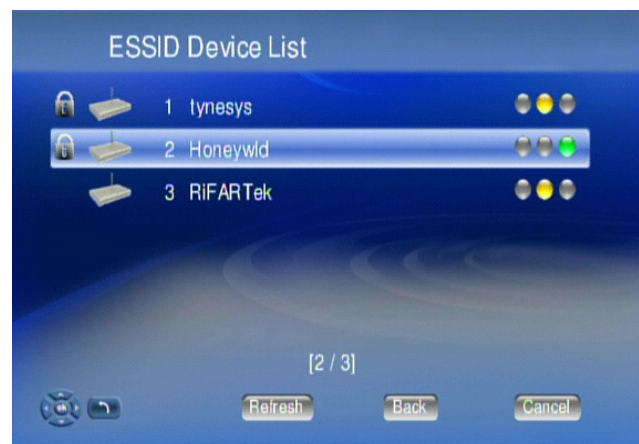 ESSID Device List
1 tynesys
2 Honeywld
3 RiFARTek
[2 / 3]
Refresh Back Cancel